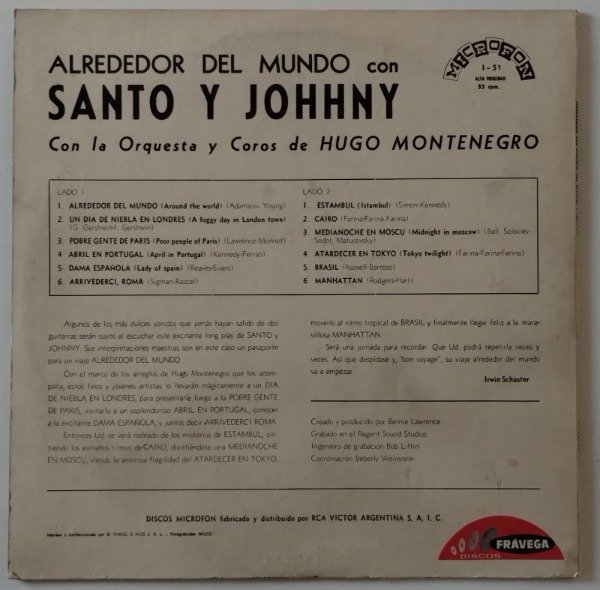 ALREDEDOR DEL MUNDO con
SANTO Y JOHHNY
Con la Orquesta y Coros de HUGO MONTENEGRO
MICROFON
I - 51
ALTA FIDELIDAD
33 rpm.
LADO 1
1. ALREDEDOR DEL MUNDO (Around the world) (Adamson, Young)
2. UN DIA DE NIEBLA EN LONDRES (A foggy day in London town)
(G. Gershwin-I. Gershwin)
3. POBRE GENTE DE PARIS (Poor people of Paris) (Lawrence-Monnot)
4. ABRIL EN PORTUGAL (April in Portugal) (Kennedy-Ferrao)
5. DAMA ESPAÑOLA (Lady of spain) (Reaves-Evans)
6. ARRIVEDERCI, ROMA (Sigman-Rascel)
LADO 2
1. ESTAMBUL (Istambul) (Simon-Kennedy)
2. CAIRO (Farina-Farina-Farina)
3. MEDIANOCHE EN MOSCU (Midnight in moscow) (Ball, Soloviev-
Sedoi, Matusovsky)
4. ATARDECER EN TOKYO (Tokyo twilight) (Farina-Farina-Farina)
5. BRASIL (Russell-Barroso)
6. MANHATTAN (Rodgers-Hart)
Algunos de los más dulces sonidos que jamás hayan salido de dos
guitarras serán suyos al escuchar este excitante long play de SANTO y
JOHNNY. Sus interpretaciones maestras son en este caso un pasaporte
para un viaje ALREDEDOR DEL MUNDO
Con el marco de los arreglos de Hugo Montenegro que los acom-
paña, estos finos y jóvenes artistas lo llevarán mágicamente a UN DIA
DE NIEBLA EN LONDRES, para presentarle luego a la POBRE GENTE
DE PARIS, invitarlo a un esplendoroso ABRIL EN PORTUGAL, conocer
a la excitante DAMA ESPAÑOLA, y juntos decir ARRIVEDERCI ROMA.
Entonces Ud. se verá rodeado de los misterios de ESTAMBUL, sin-
tiendo los extraños ritmos de CAIRO, divirtiéndose una MEDIANOCHE
EN MOSCU, viendo la amorosa fragilidad del ATARDECER EN TOKYO,
moverlo al ritmo tropical de BRASIL y finalmente llegar feliz a la mara-
villosa MANHATTAN.
Será una jornada para recordar. Que Ud. podrá repetirla veces y
veces. Así que despídase y, "bon voyage", su viaje alrededor del mundo
va a empezar.
Irwin Schuster
Creado y producido por Bernie Lawrence
Grabado en el Regent Sound Studios
Ingeniero de grabación Bob Liftin
Coordinación Beberly Weinstein
DISCOS MICROFON fabricado y distribuído por RCA VICTOR ARGENTINA S. A. I. C.
Impreso y confeccionado por B. FINKEL E HIJO S. R. L. - Fotograbados MILCO
FRÁVEGA
DISCOS